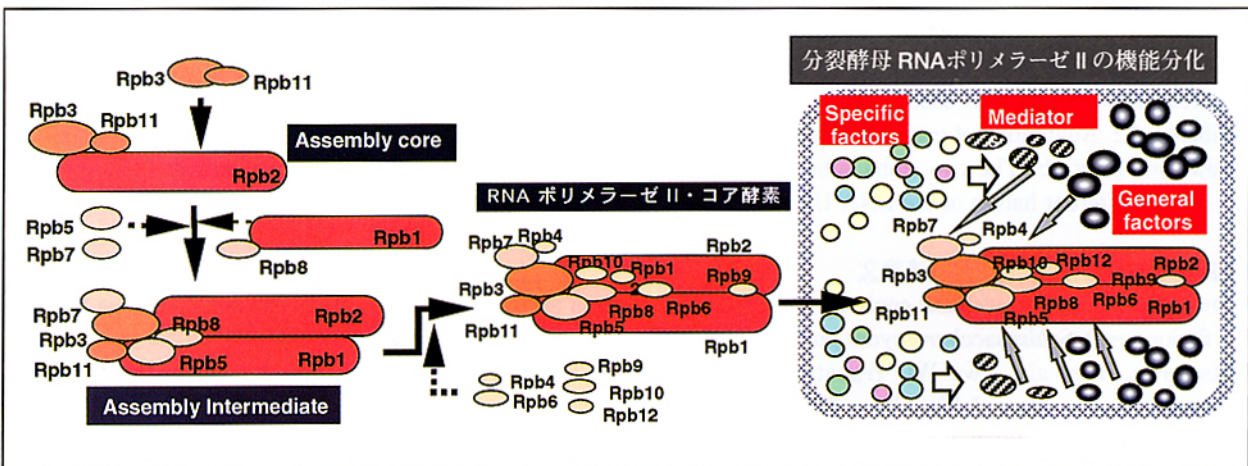 Rpb3
Rpb11
Rpb3
Rpb11
Assembly core
Rpb2
Rpb5
Rpb7
Rpb1
Rpb8
Rpb7
Rpb3
Rpb11
Rpb8
Rpb2
Rpb5
Rpb1
Assembly Intermediate
RNA ポリメラーゼ II・コア酵素
Rpb7
Rpb4
Rpb2
Rpb10
Rpb1
2
Rpb9
Rpb3
Rpb8
Rpb6
Rpb11
Rpb5
Rpb1
Rpb9
Rpb4
Rpb6
Rpb10
Rpb12
分裂酵母 RNAポリメラーゼ II の機能分化
Specific
factors
Mediator
General
factors
Rpb7
Rpb4
Rpb10
Rpb12
Rpb3
Rpb9
Rpb2
Rpb8
Rpb6
Rpb1
Rpb11
Rpb5